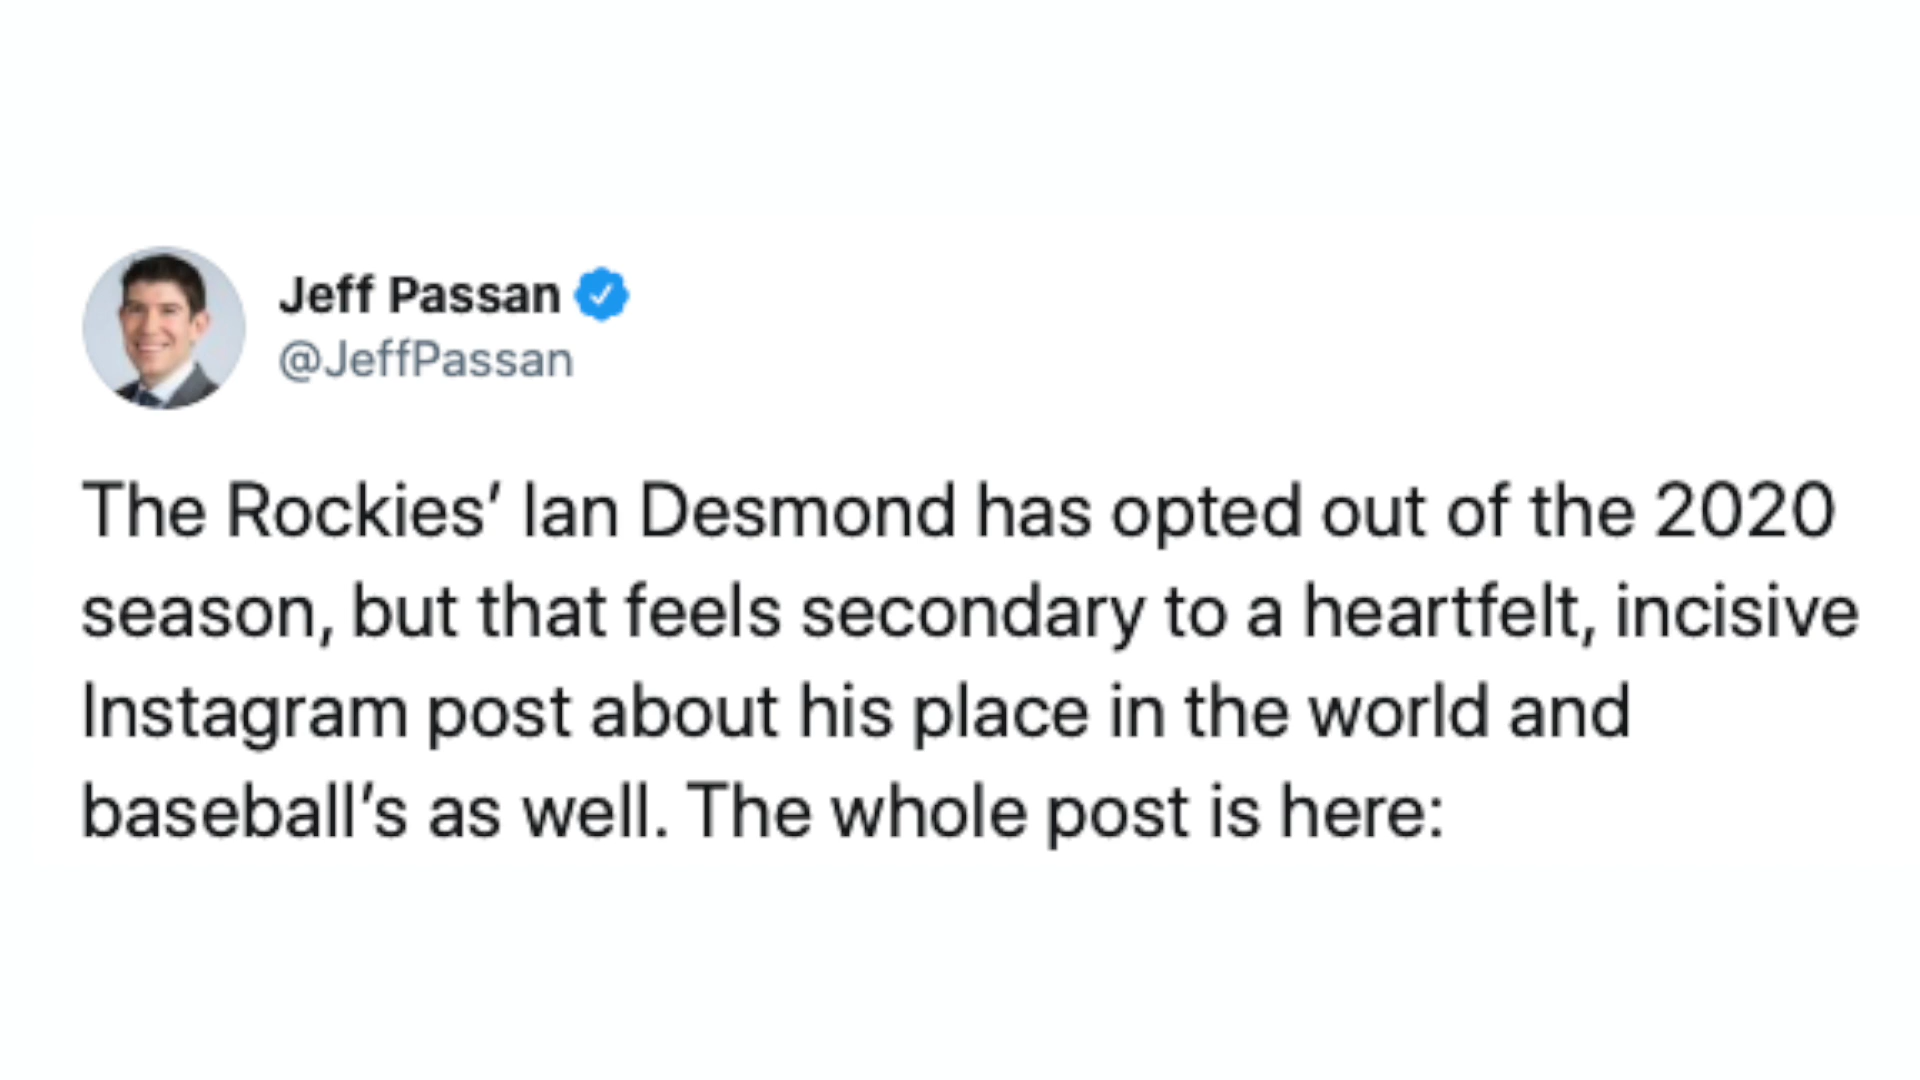 Jeff Passan
@JeffPassan
The Rockies’ Ian Desmond has opted out of the 2020
season, but that feels secondary to a heartfelt, incisive
Instagram post about his place in the world and
baseball’s as well. The whole post is here: